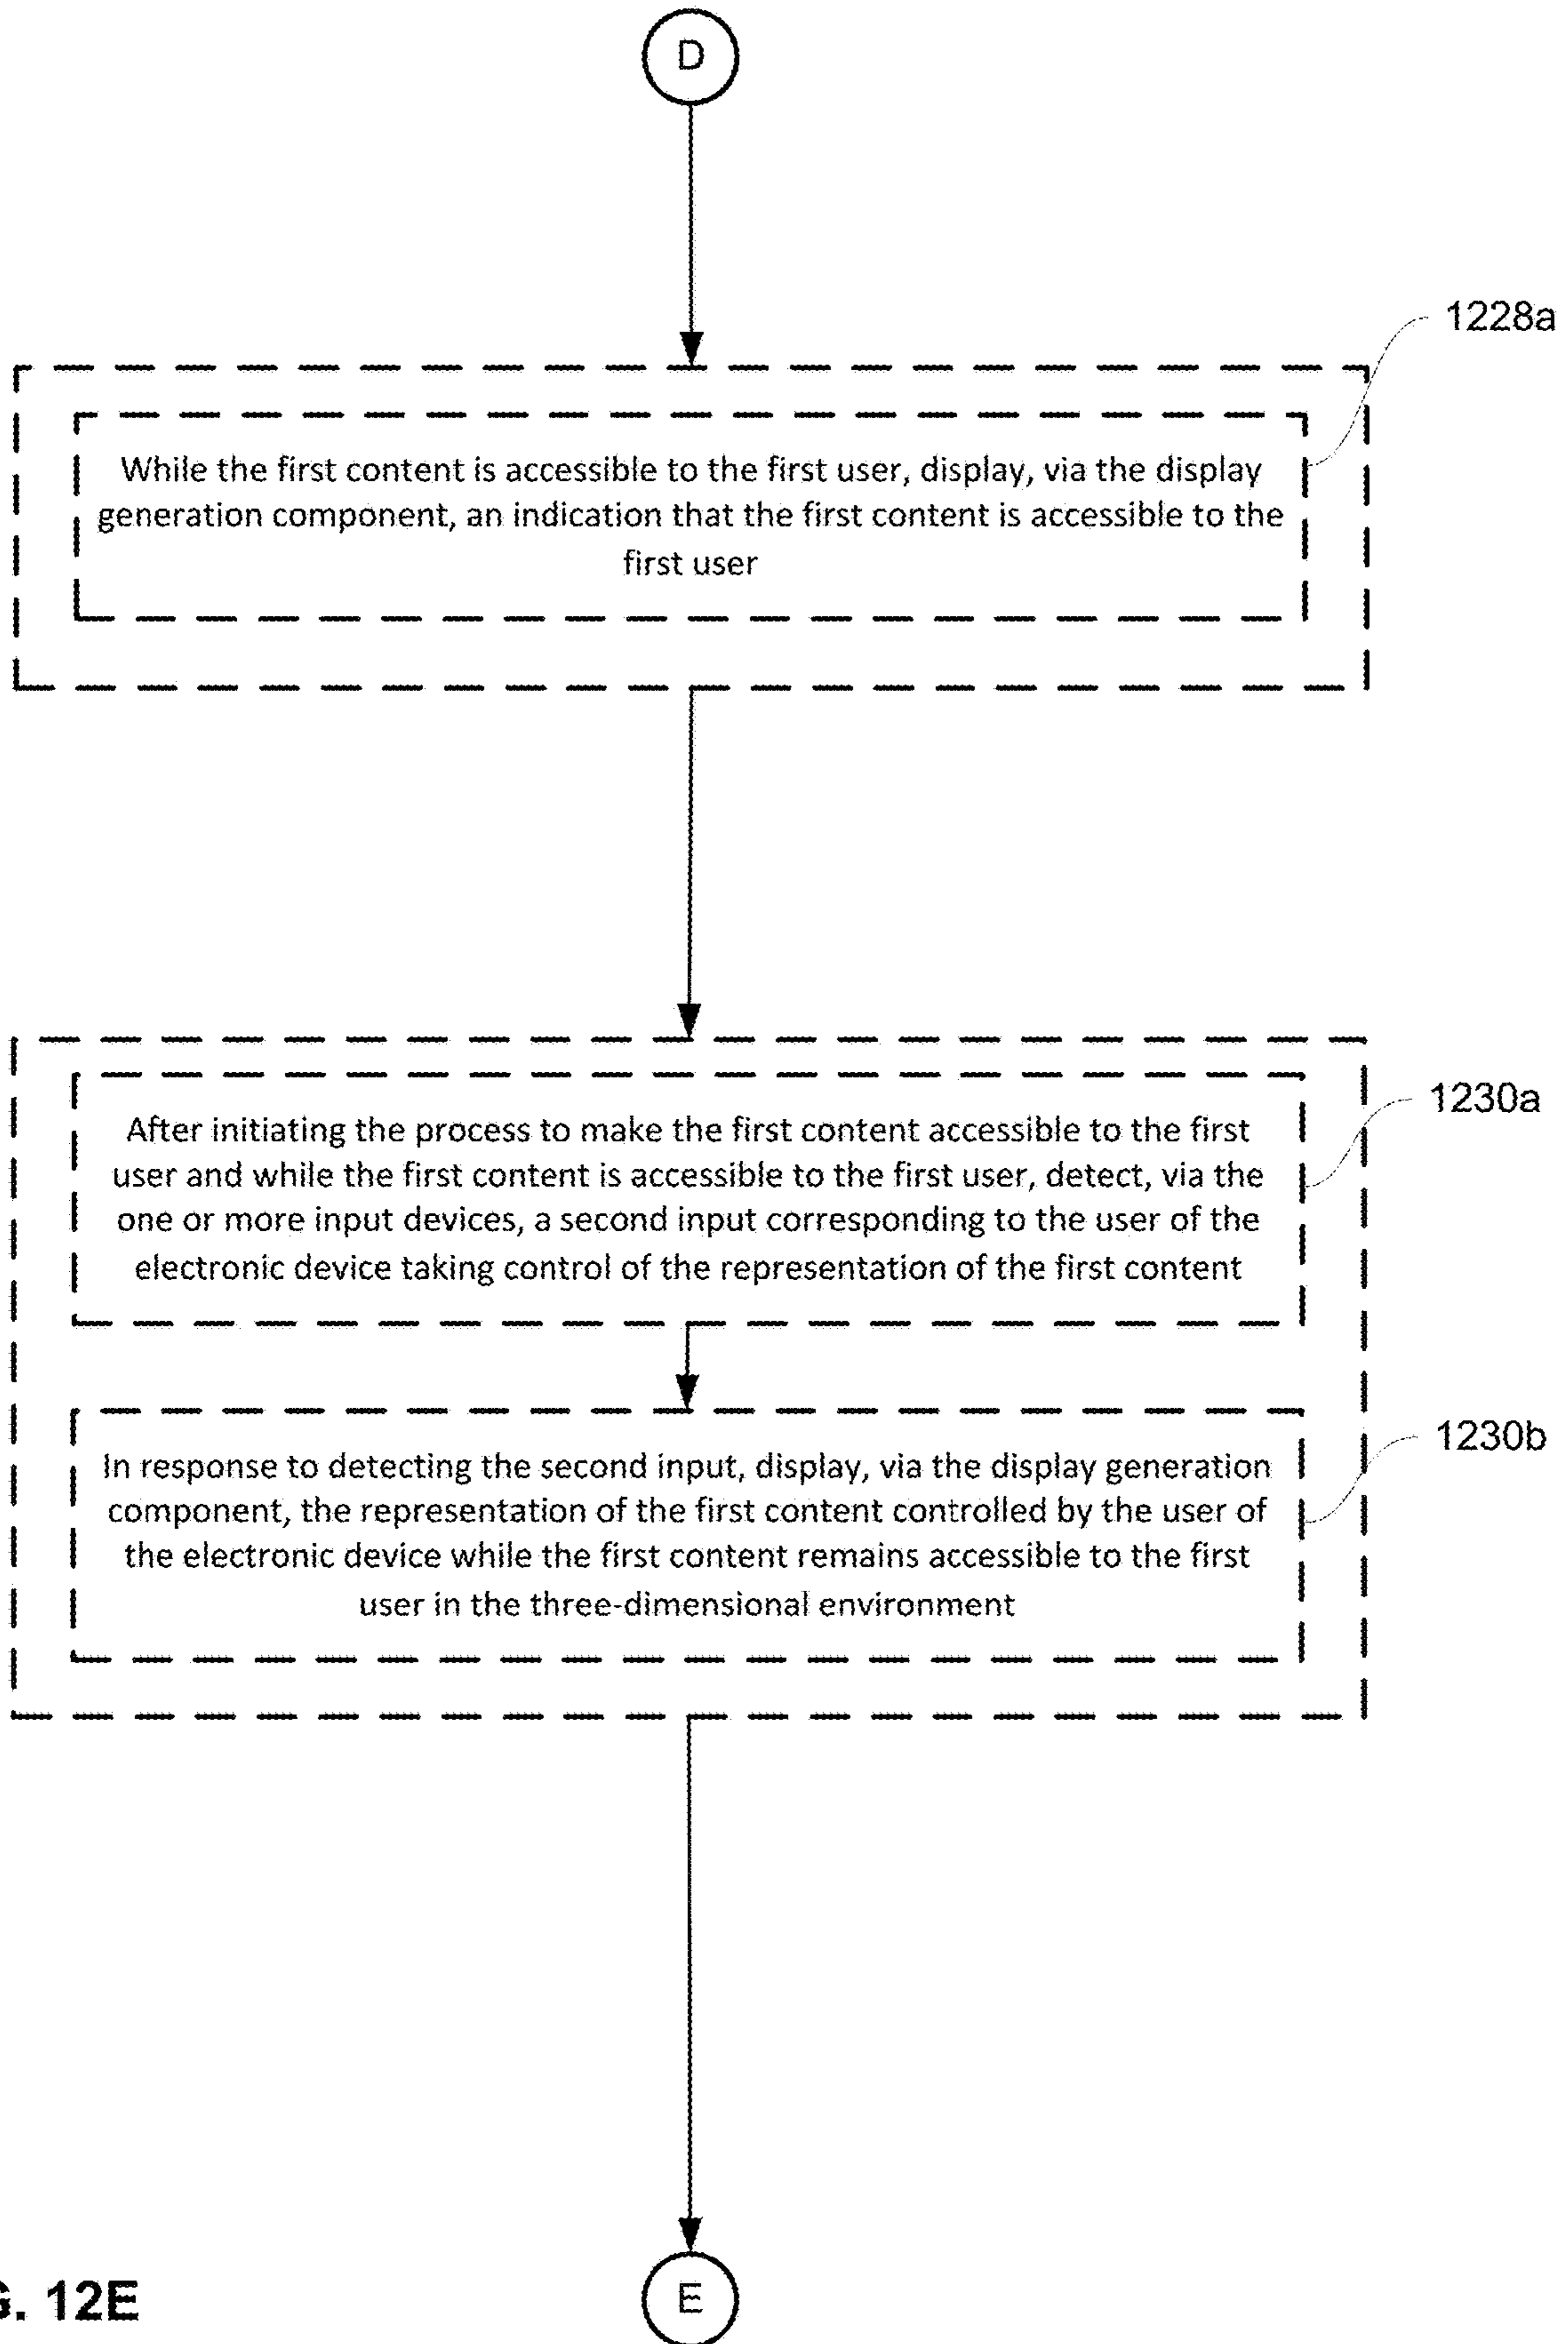 D
1228a
While the first content is accessible to the first user, display, via the display
generation component, an indication that the first content is accessible to the
first user
1230a
After initiating the process to make the first content accessible to the first
user and while the first content is accessible to the first user, detect, via the
one or more input devices, a second input corresponding to the user of the
electronic device taking control of the representation of the first content
1230b
In response to detecting the second input, display, via the display generation
component, the representation of the first content controlled by the user of
the electronic device while the first content remains accessible to the first
user in the three-dimensional environment
E
12E